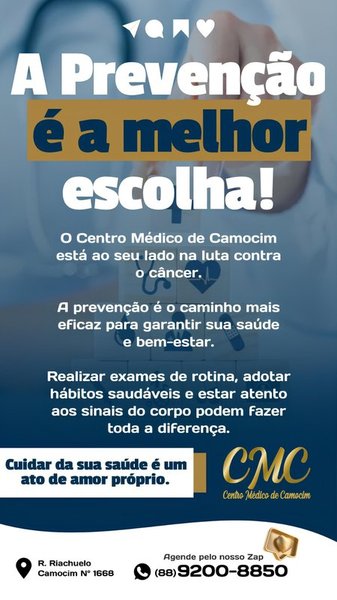 A Prevenção
é a melhor
escolha!
O Centro Médico de Camocim
está ao seu lado na luta contra
o câncer.
A prevenção é o caminho mais
eficaz para garantir sua saúde
e bem-estar.
Realizar exames de rotina, adotar
hábitos saudáveis e estar atento
aos sinais do corpo podem fazer
toda a diferença.
Cuidar da sua saúde é um
ato de amor próprio.
CMC
Centro Médico de Camocim
R. Riachuelo
Camocim Nº 1668
Agende pelo nosso Zap
(88)9200-8850